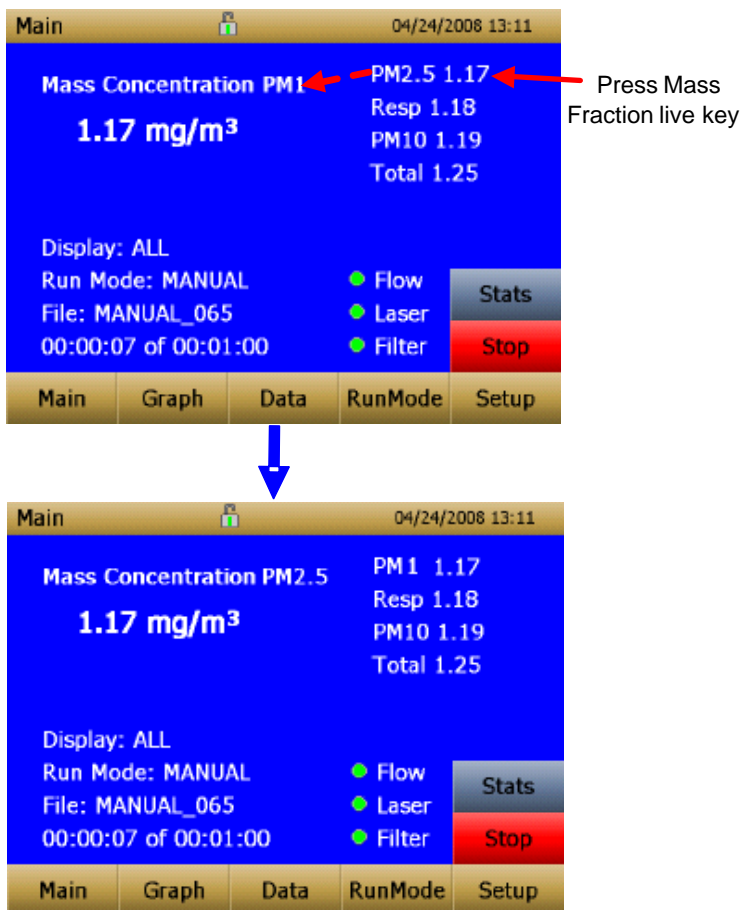 Main 04/24/2008 13:11
Mass Concentration PM1
1.17 mg/m³
PM2.5 1.17
Resp 1.18
PM10 1.19
Total 1.25
Press Mass
Fraction live key
Display: ALL
Run Mode: MANUAL
File: MANUAL_065
00:00:07 of 00:01:00
Flow
Laser
Filter
Stats
Stop
Main Graph Data RunMode Setup
Main 04/24/2008 13:11
Mass Concentration PM2.5
1.17 mg/m³
PM1 1.17
Resp 1.18
PM10 1.19
Total 1.25
Display: ALL
Run Mode: MANUAL
File: MANUAL_065
00:00:07 of 00:01:00
Flow
Laser
Filter
Stats
Stop
Main Graph Data RunMode Setup